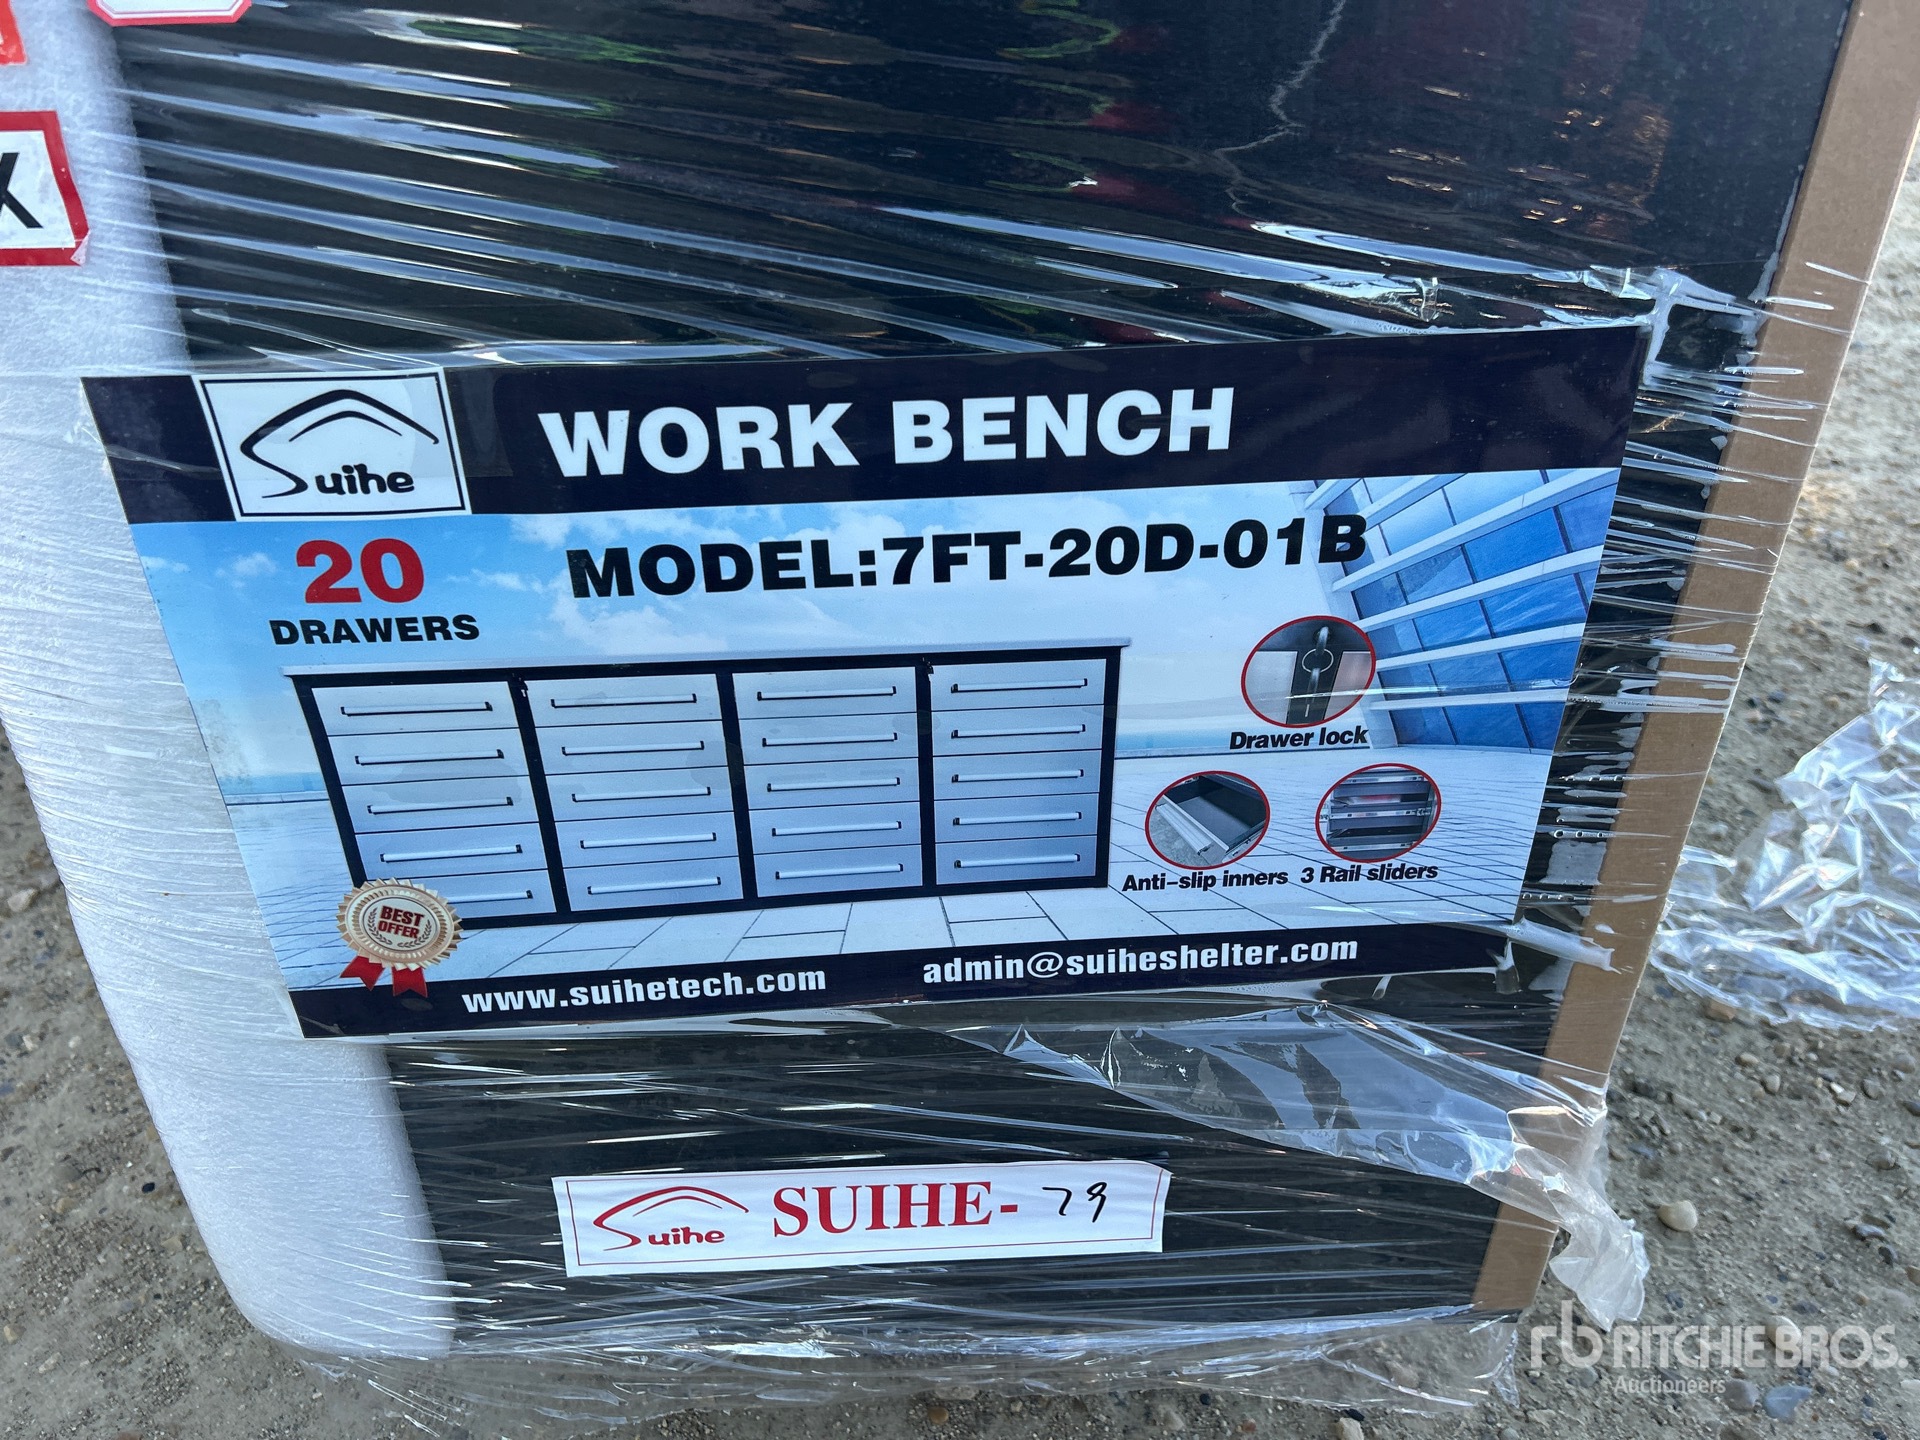 X
Suihe
WORK BENCH
20
DRAWERS
MODEL:7FT-20D-01B
Drawer lock
Anti-slip inners
3 Rail sliders
BEST
OFFER
www.suihetech.com
admin@suiheshelter.com
Suihe
SUIHE- 79
rb RITCHIE BROS.
Auctioneers